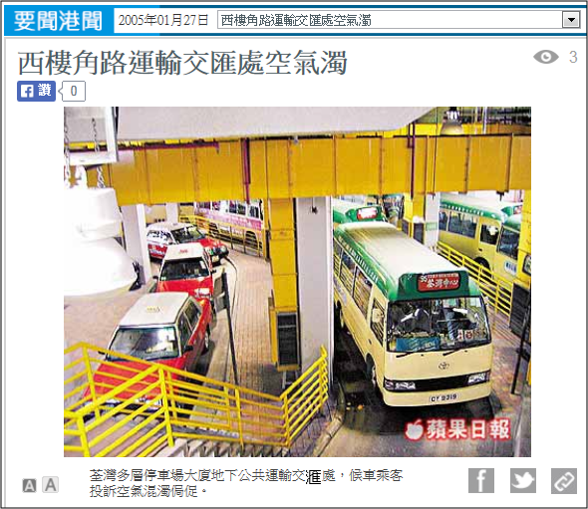 要聞港聞
2005年01月27日
西樓角路運輸交匯處空氣濁
西樓角路運輸交匯處空氣濁
3
讚
0
荃灣中心
蘋果日報
A A
荃灣多層停車場大廈地下公共運輸交滙處，候車乘客
投訴空氣混濁侷促。